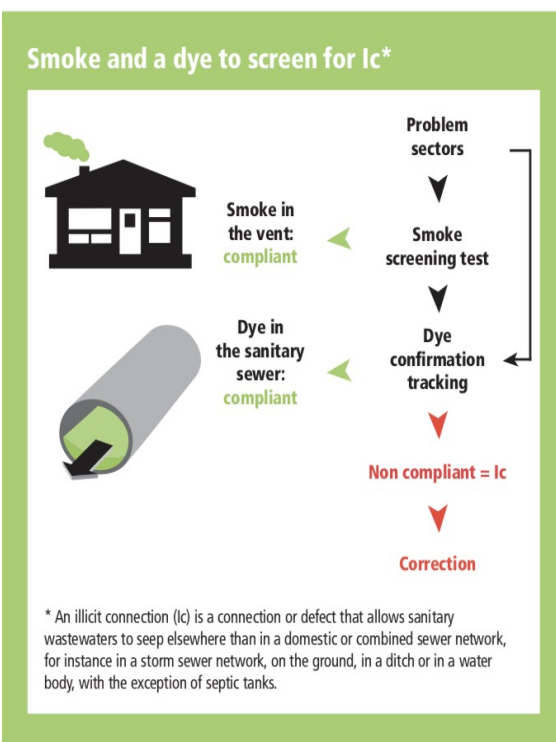 Smoke and a dye to screen for Ic*
Problem
sectors
Smoke in
the vent:
compliant
Smoke
screening test
Dye in
the sanitary
sewer:
compliant
Dye
confirmation
tracking
Non compliant = Ic
Correction
* An illicit connection (Ic) is a connection or defect that allows sanitary
wastewaters to seep elsewhere than in a domestic or combined sewer network,
for instance in a storm sewer network, on the ground, in a ditch or in a water
body, with the exception of septic tanks.